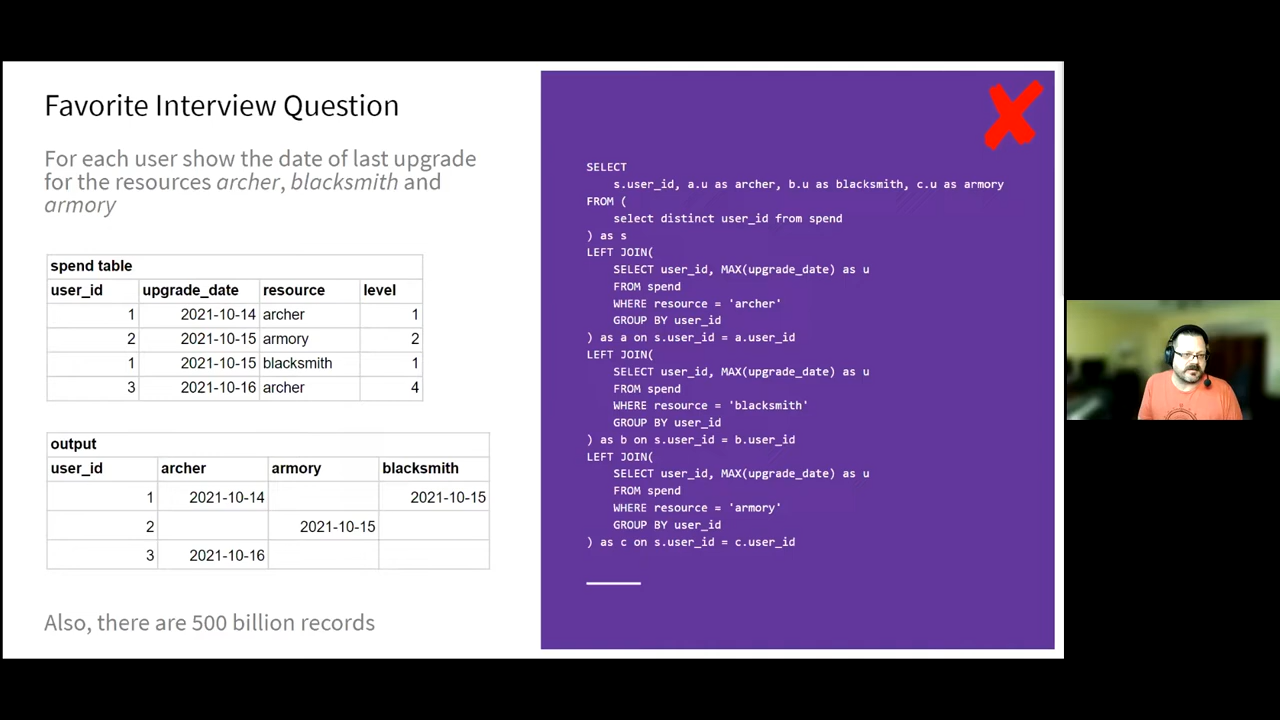 Favorite Interview Question
For each user show the date of last upgrade
for the resources archer, blacksmith and
armory
spend table
user_id upgrade_date resource level
1 2021-10-14 archer 1
2 2021-10-15 armory 2
1 2021-10-15 blacksmith 1
3 2021-10-16 archer 4
output
user_id archer armory blacksmith
1 2021-10-14 2021-10-15
2 2021-10-15
3 2021-10-16
Also, there are 500 billion records
SELECT
s.user_id, a.u as archer, b.u as blacksmith, c.u as armory
FROM (
select distinct user_id from spend
) as s
LEFT JOIN(
SELECT user_id, MAX(upgrade_date) as u
FROM spend
WHERE resource = 'archer'
GROUP BY user_id
) as a on s.user_id = a.user_id
LEFT JOIN(
SELECT user_id, MAX(upgrade_date) as u
FROM spend
WHERE resource = 'blacksmith'
GROUP BY user_id
) as b on s.user_id = b.user_id
LEFT JOIN(
SELECT user_id, MAX(upgrade_date) as u
FROM spend
WHERE resource = 'armory'
GROUP BY user_id
) as c on s.user_id = c.user_id